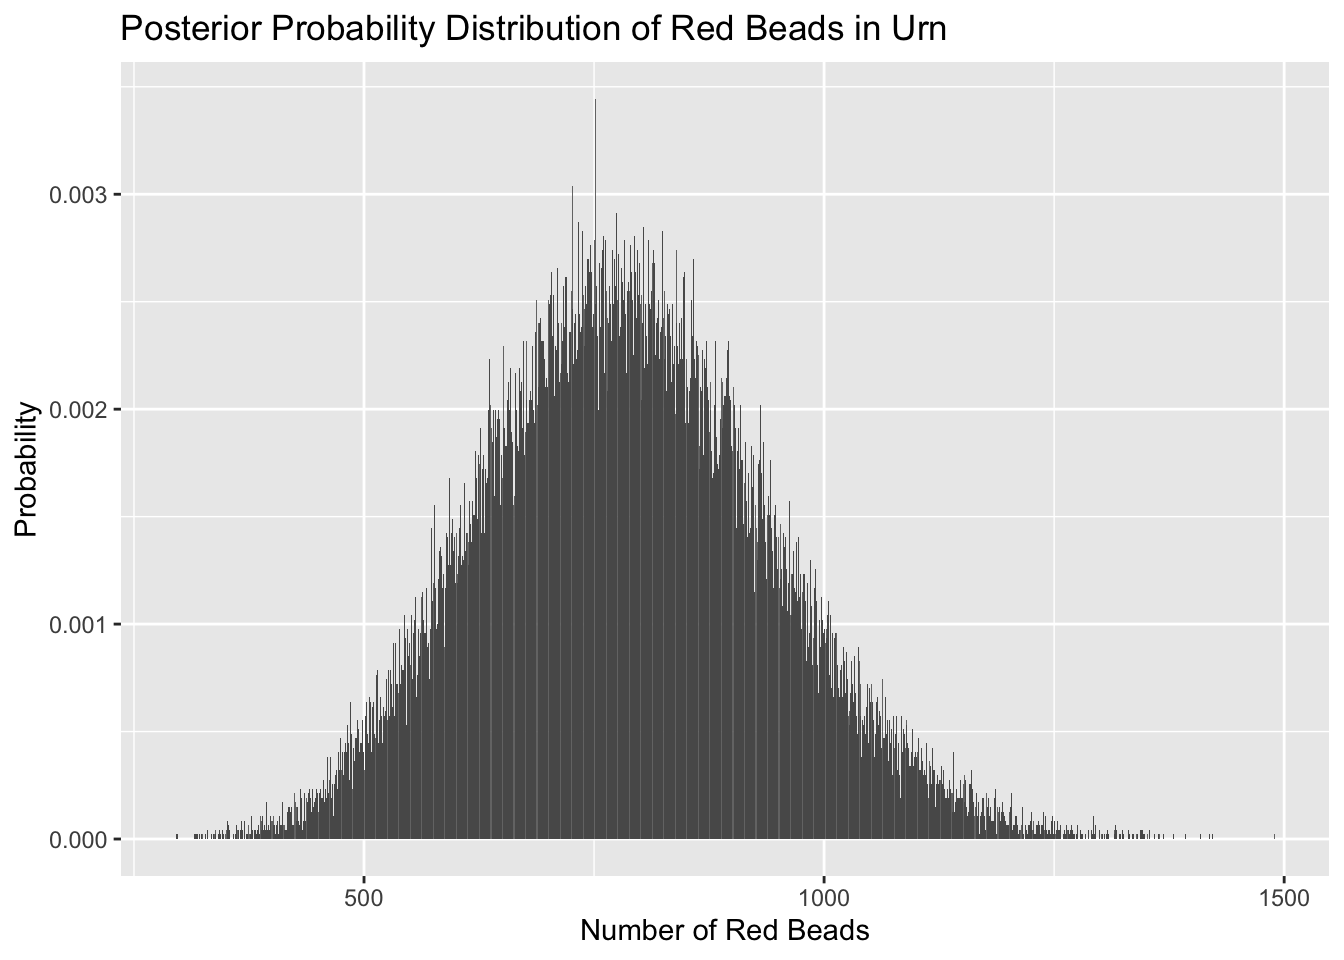 Posterior Probability Distribution of Red Beads in Urn
0.003
0.002
0.001
0.000
Probability
500
1000
1500
Number of Red Beads